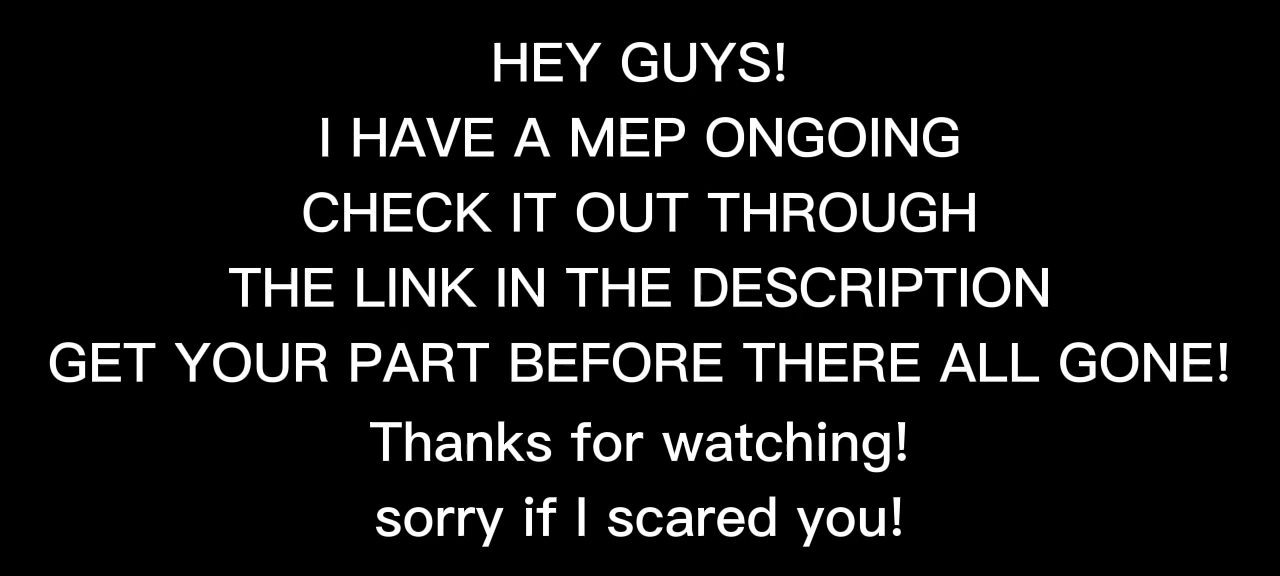 HEY GUYS!
I HAVE A MEP ONGOING
CHECK IT OUT THROUGH
THE LINK IN THE DESCRIPTION
GET YOUR PART BEFORE THERE ALL GONE!
Thanks for watching!
sorry if I scared you!